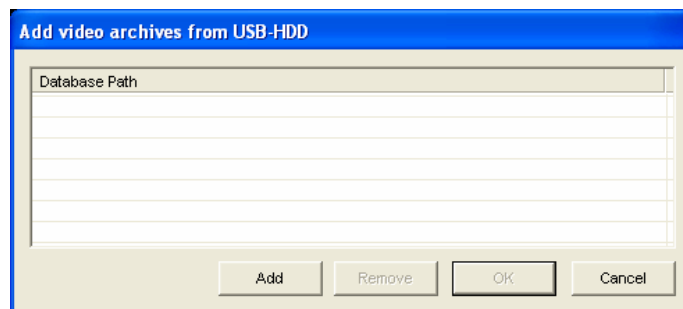 Add video archives from USB-HDD
Database Path
Add
Remove
OK
Cancel